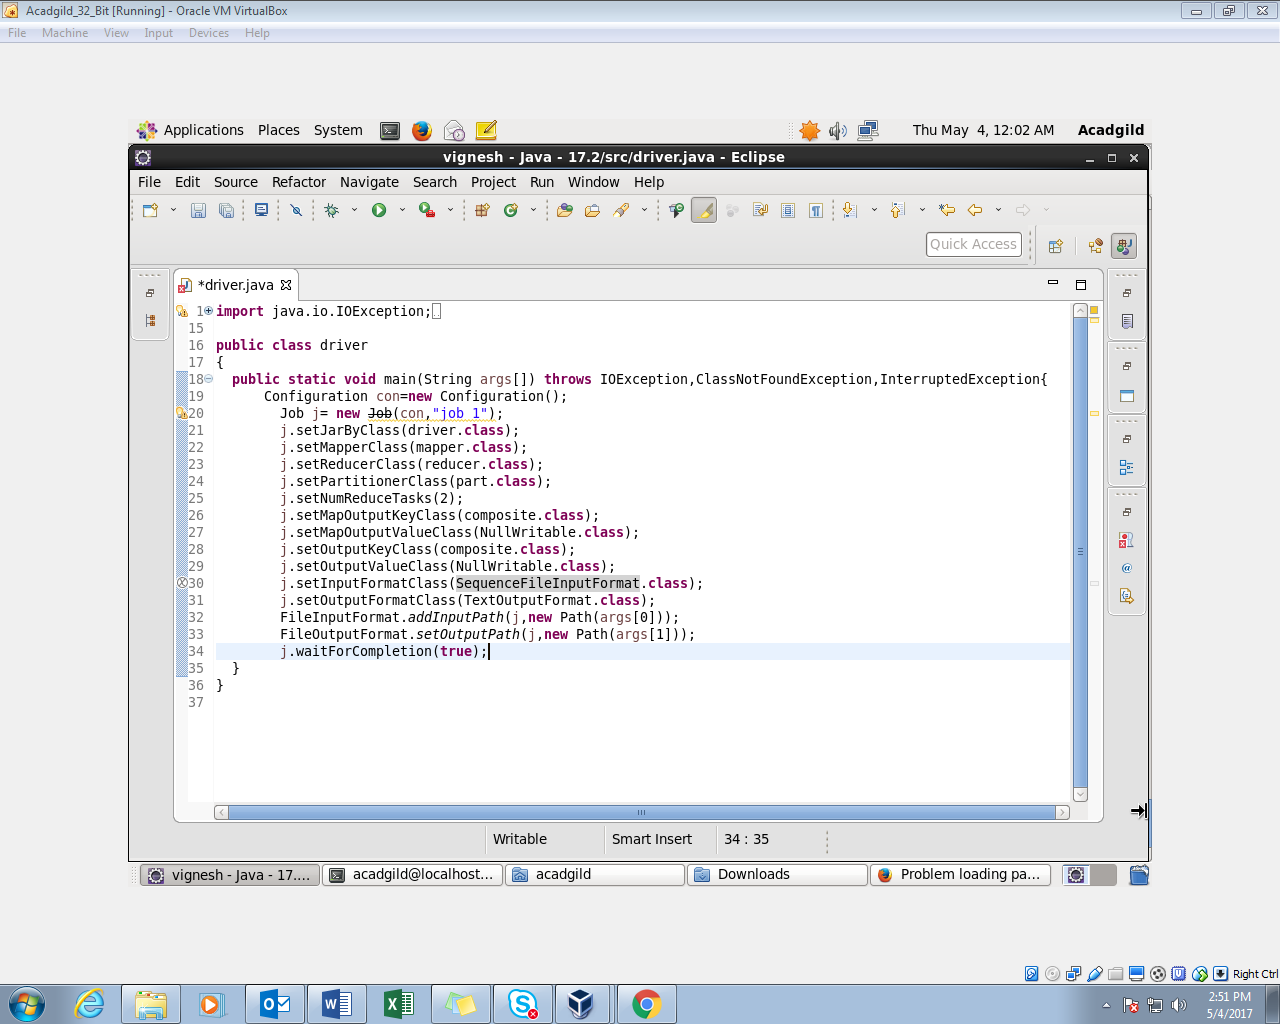 Acadgild_32_Bit [Running] - Oracle VM VirtualBox
File Machine View Input Devices Help
Applications Places System Thu May 4, 12:02 AM Acadgild
vignesh - Java - 17.2/src/driver.java - Eclipse
File Edit Source Refactor Navigate Search Project Run Window Help
Quick Access
*driver.java
1 import java.io.IOException;
15
16 public class driver
17 {
18 public static void main(String args[]) throws IOException,ClassNotFoundException,InterruptedException{
19 Configuration con=new Configuration();
20 Job j= new Job(con,"job 1");
21 j.setJarByClass(driver.class);
22 j.setMapperClass(mapper.class);
23 j.setReducerClass(reducer.class);
24 j.setPartitionerClass(part.class);
25 j.setNumReduceTasks(2);
26 j.setMapOutputKeyClass(composite.class);
27 j.setMapOutputValueClass(NullWritable.class);
28 j.setOutputKeyClass(composite.class);
29 j.setOutputValueClass(NullWritable.class);
30 j.setInputFormatClass(SequenceFileInputFormat.class);
31 j.setOutputFormatClass(TextOutputFormat.class);
32 FileInputFormat.addInputPath(j,new Path(args[0]));
33 FileOutputFormat.setOutputPath(j,new Path(args[1]));
34 j.waitForCompletion(true);
35 }
36 }
37
Writable Smart Insert 34 : 35
vignesh - Java - 17.... acadgild@localhost... acadgild Downloads Problem loading pa...
Right Ctrl
2:51 PM
5/4/2017